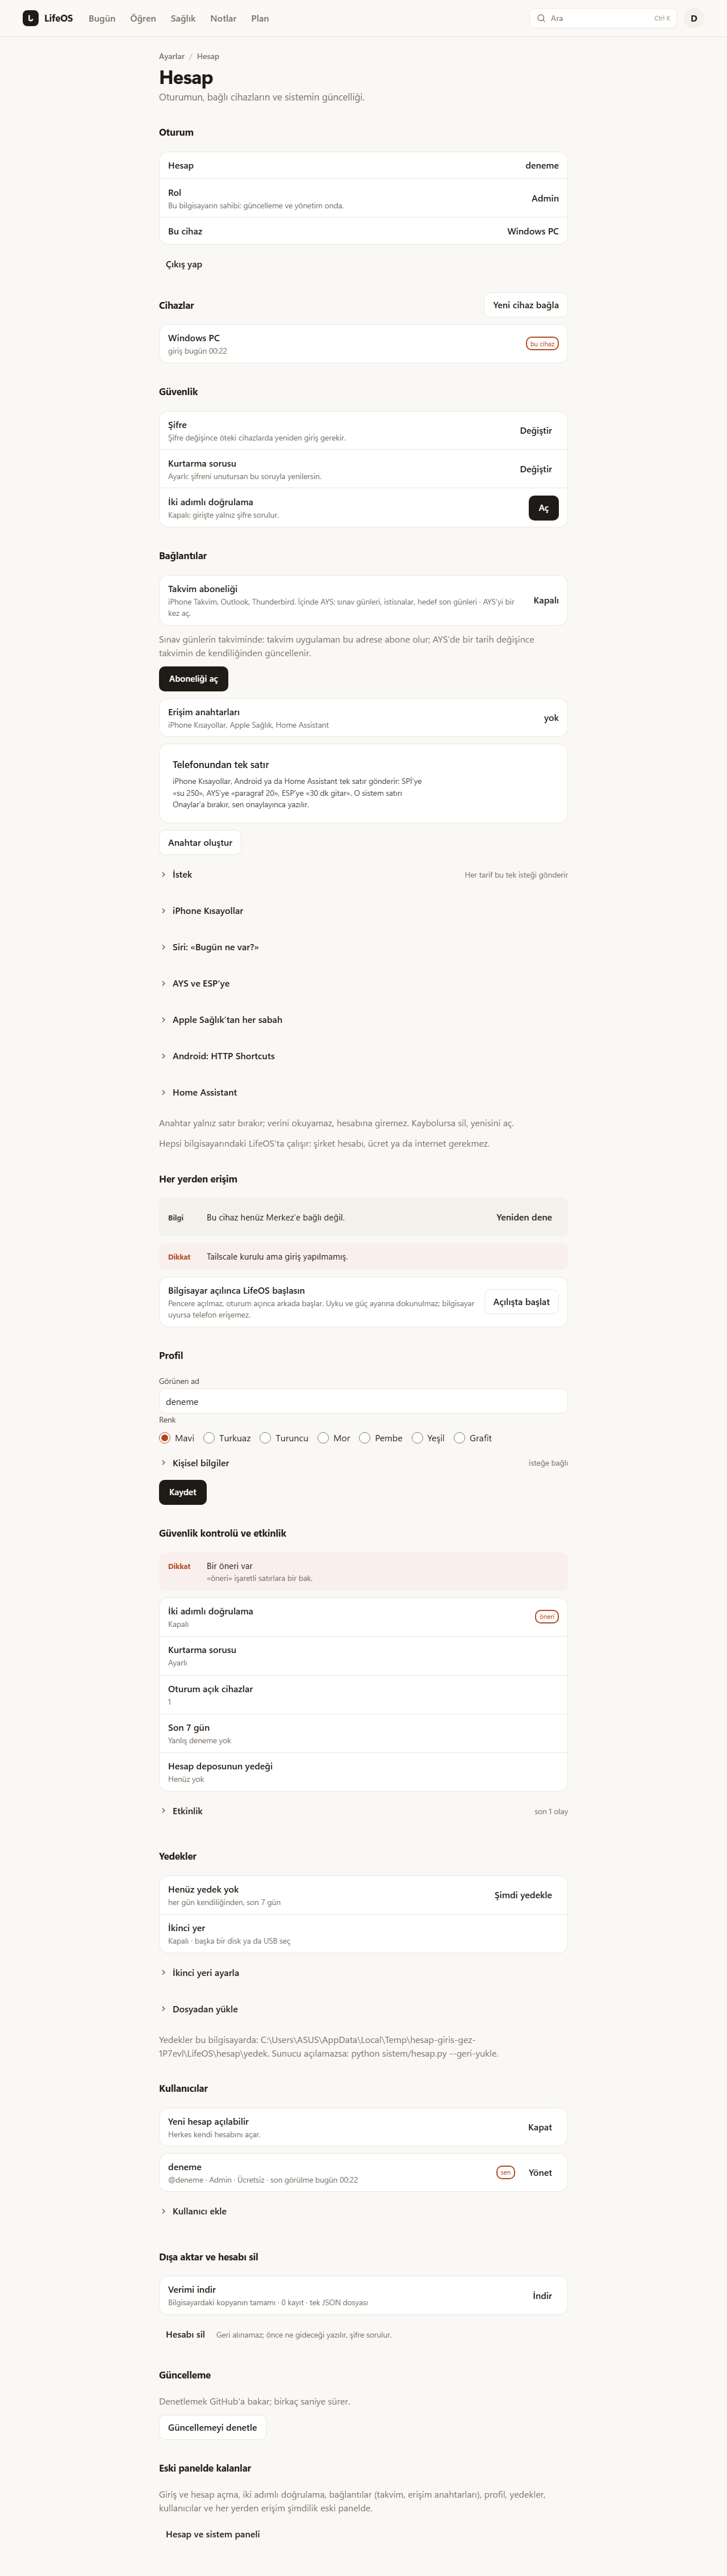 LifeOS Bugün Öğren Sağlık Notlar Plan Ara Ctrl K D
Ayarlar / Hesap
Hesap
Oturumun, bağlı cihazların ve sistemin güncelliği.
Oturum
Hesap deneme
Rol
Bu bilgisayarın sahibi: güncelleme ve yönetim onda.
Admin
Bu cihaz Windows PC
Çıkış yap
Cihazlar Yeni cihaz bağla
Windows PC
giriş bugün 00:22
bu cihaz
Güvenlik
Şifre
Şifre değişince öteki cihazlarda yeniden giriş gerekir.
Değiştir
Kurtarma sorusu
Ayarlı: şifreni unutursan bu soruyla yenilersin.
Değiştir
İki adımlı doğrulama
Kapalı: girişte yalnız şifre sorulur.
Aç
Bağlantılar
Takvim aboneliği
iPhone Takvim, Outlook, Thunderbird. İçinde AYS: sınav günleri, istisnalar, hedef son günleri · AYS'yi bir
kez aç.
Kapalı
Sınav günlerin takviminde: takvim uygulaman bu adrese abone olur; AYS'de bir tarih değişince
takvimin de kendiliğinden güncellenir.
Aboneliği aç
Erişim anahtarları
iPhone Kısayollar, Apple Sağlık, Home Assistant
yok
Telefonundan tek satır
iPhone Kısayollar, Android ya da Home Assistant tek satır gönderir: SPİ'ye
«su 250», AYS'ye «paragraf 20», ESP'ye «30 dk gitar». O sistem satırı
Onaylar'a bırakır, sen onaylayınca yazılır.
Anahtar oluştur
İstek Her tarif bu tek isteği gönderir
iPhone Kısayollar
Siri: «Bugün ne var?»
AYS ve ESP'ye
Apple Sağlık'tan her sabah
Android: HTTP Shortcuts
Home Assistant
Anahtar yalnız satır bırakır; verini okuyamaz, hesabına giremez. Kaybolursa sil, yenisini aç.
Hepsi bilgisayarındaki LifeOS'ta çalışır: şirket hesabı, ücret ya da internet gerekmez.
Her yerden erişim
Bilgi Bu cihaz henüz Merkez'e bağlı değil. Yeniden dene
Dikkat Tailscale kurulu ama giriş yapılmamış.
Bilgisayar açılınca LifeOS başlasın
Pencere açılmaz, oturum açınca arkada başlar. Uyku ve güç ayarına dokunulmaz; bilgisayar
uyursa telefon erişemez.
Açılışta başlat
Profil
Görünen ad
deneme
Renk
Mavi Turkuaz Turuncu Mor Pembe Yeşil Grafit
Kişisel bilgiler isteğe bağlı
Kaydet
Güvenlik kontrolü ve etkinlik
Dikkat Bir öneri var
«öneri» işaretli satırlara bir bak.
İki adımlı doğrulama
Kapalı
öneri
Kurtarma sorusu
Ayarlı
Oturum açık cihazlar
1
Son 7 gün
Yanlış deneme yok
Hesap deposunun yedeği
Henüz yok
Etkinlik son 1 olay
Yedekler
Henüz yedek yok
her gün kendiliğinden, son 7 gün
Şimdi yedekle
İkinci yer
Kapalı · başka bir disk ya da USB seç
İkinci yeri ayarla
Dosyadan yükle
Yedekler bu bilgisayarda: C:\Users\ASUS\AppData\Local\Temp\hesap-giris-gez-
1P7evl\LifeOS\hesap\yedek. Sunucu açılamazsa: python sistem/hesap.py --geri-yukle.
Kullanıcılar
Yeni hesap açılabilir
Herkes kendi hesabını açar.
Kapat
deneme
@deneme · Admin · Ücretsiz · son görülme bugün 00:22
sen Yönet
Kullanıcı ekle
Dışa aktar ve hesabı sil
Verimi indir
Bilgisayardaki kopyanın tamamı · 0 kayıt · tek JSON dosyası
İndir
Hesabı sil Geri alınamaz; önce ne gideceği yazılır, şifre sorulur.
Güncelleme
Denetlemek GitHub'a bakar; birkaç saniye sürer.
Güncellemeyi denetle
Eski panelde kalanlar
Giriş ve hesap açma, iki adımlı doğrulama, bağlantılar (takvim, erişim anahtarları), profil, yedekler,
kullanıcılar ve her yerden erişim şimdilik eski panelde.
Hesap ve sistem paneli